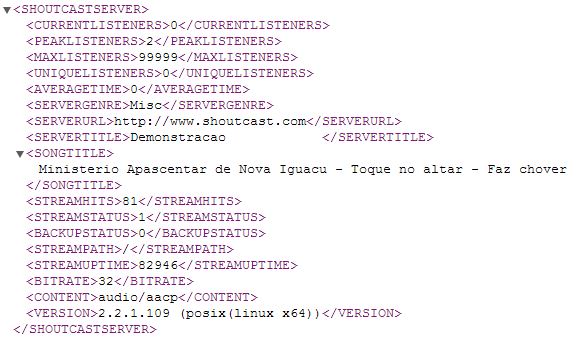 ▼<SHOUTCASTSERVER>
<CURRENTLISTENERS>0</CURRENTLISTENERS>
<PEAKLISTENERS>2</PEAKLISTENERS>
<MAXLISTENERS>99999</MAXLISTENERS>
<UNIQUELISTENERS>0</UNIQUELISTENERS>
<AVERAGETIME>0</AVERAGETIME>
<SERVERGENRE>Misc</SERVERGENRE>
<SERVERURL>http://www.shoutcast.com</SERVERURL>
<SERVERTITLE>Demonstracao            </SERVERTITLE>
▼<SONGTITLE>
Ministerio Apascentar de Nova Iguacu - Toque no altar - Faz chover
</SONGTITLE>
<STREAMHITS>81</STREAMHITS>
<STREAMSTATUS>1</STREAMSTATUS>
<BACKUPSTATUS>0</BACKUPSTATUS>
<STREAMPATH>/</STREAMPATH>
<STREAMUPTIME>82946</STREAMUPTIME>
<BITRATE>32</BITRATE>
<CONTENT>audio/aacp</CONTENT>
<VERSION>2.2.1.109 (posix(linux x64))</VERSION>
</SHOUTCASTSERVER>